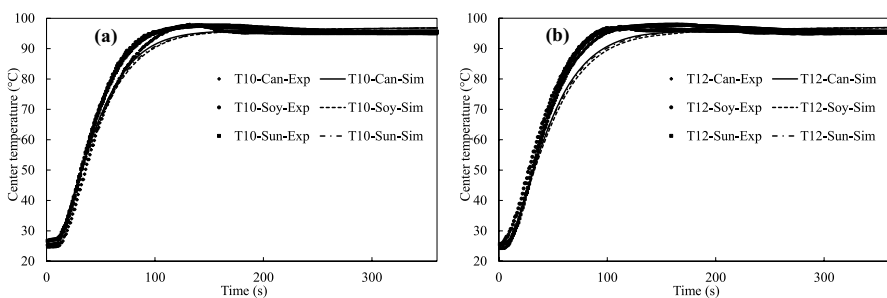 (a)
Center temperature (°C)
100
90
80
70
60
50
40
30
20
T10-Can-Exp T10-Can-Sim
T10-Soy-Exp T10-Soy-Sim
T10-Sun-Exp T10-Sun-Sim
0 100 200 300
Time (s)
(b)
Center temperature (°C)
100
90
80
70
60
50
40
30
20
T12-Can-Exp T12-Can-Sim
T12-Soy-Exp T12-Soy-Sim
T12-Sun-Exp T12-Sun-Sim
0 100 200 300
Time (s)